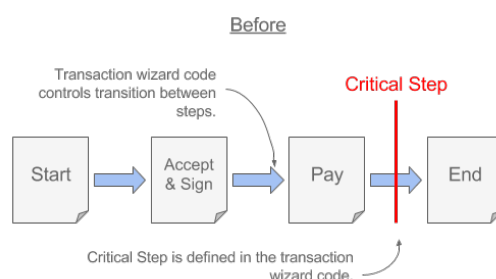 Before
Transaction wizard code
controls transition between
steps.
Critical Step
Start
Accept
& Sign
Pay
End
Critical Step is defined in the transaction
wizard code.